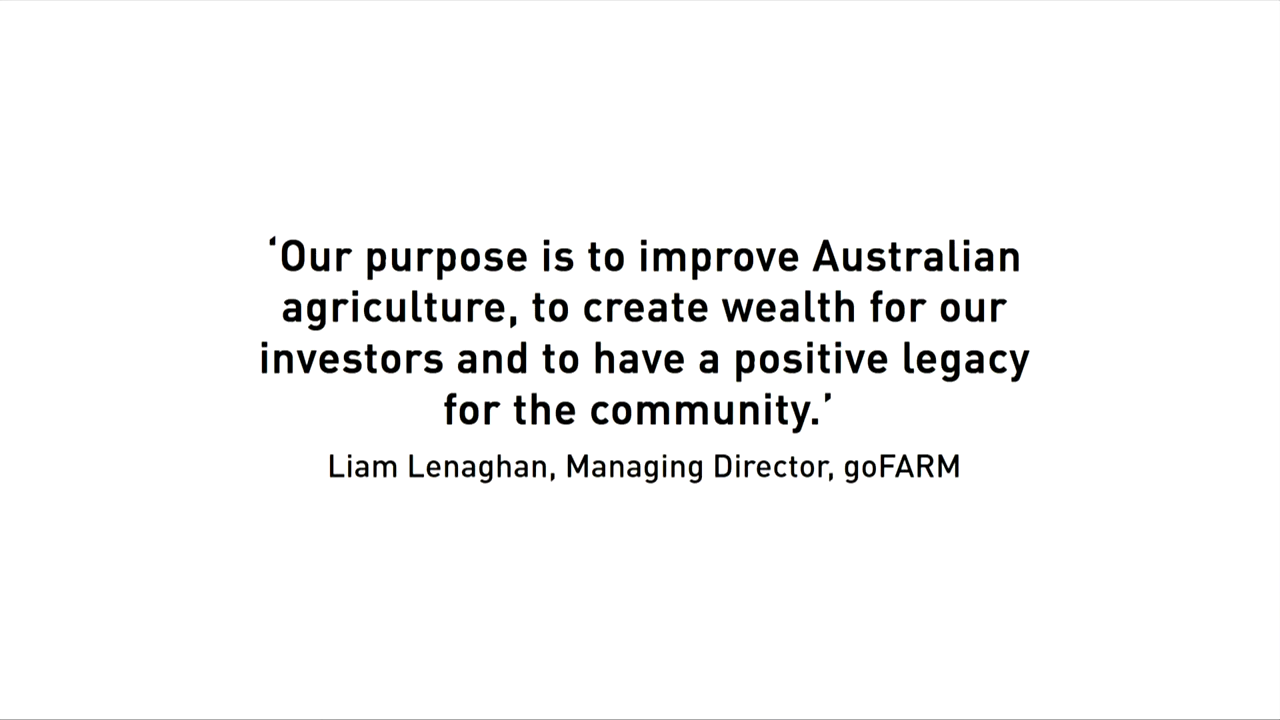 ‘Our purpose is to improve Australian
agriculture, to create wealth for our
investors and to have a positive legacy
for the community.’
Liam Lenaghan, Managing Director, goFARM